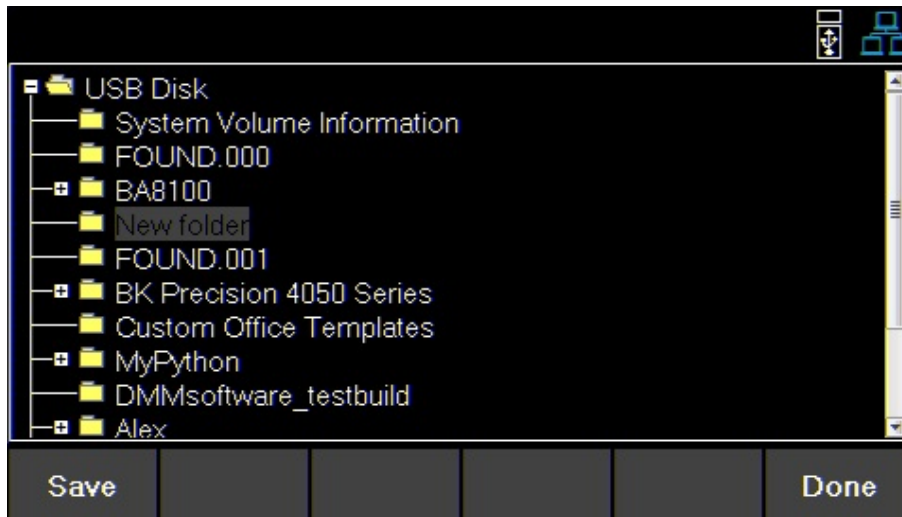 USB Disk
System Volume Information
FOUND.000
BA8100
New folder
FOUND.001
BK Precision 4050 Series
Custom Office Templates
MyPython
DMMsoftware_testbuild
Alex
Save Done